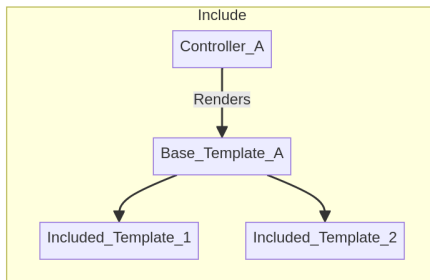 Include
Controller_A
Renders
Base_Template_A
Included_Template_1
Included_Template_2